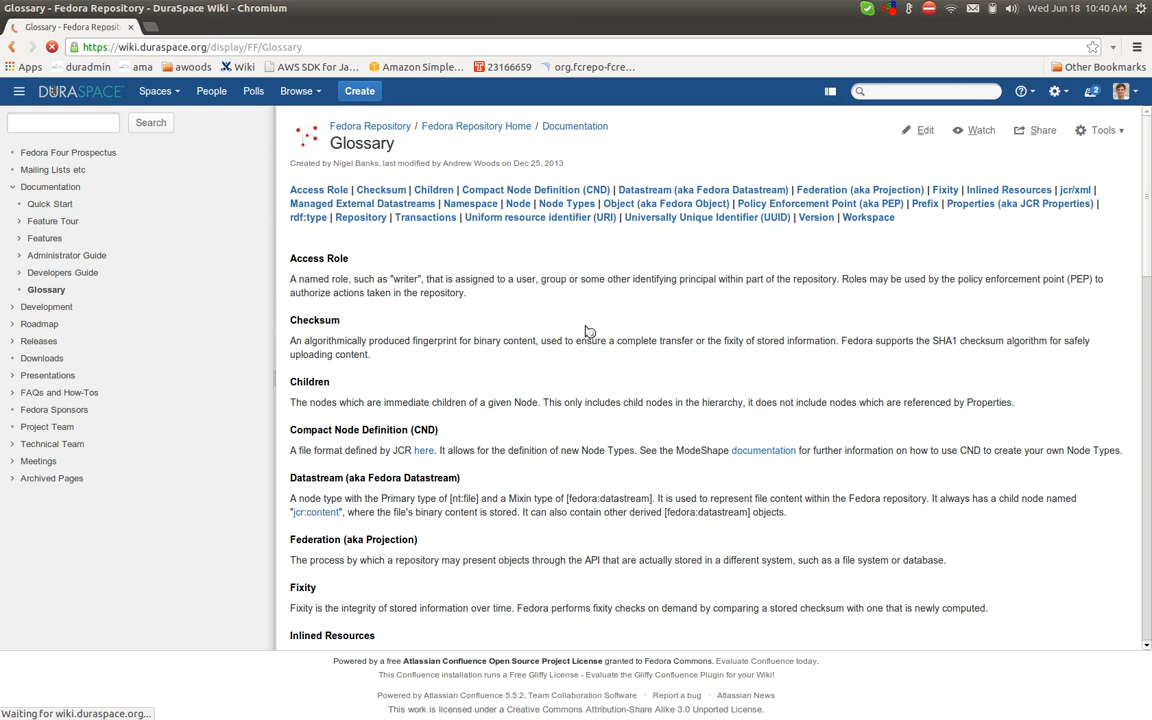 Glossary - Fedora Repository - DuraSpace Wiki - Chromium
Wed Jun 18 10:40 AM
Glossary - Fedora Reposit
https://wiki.duraspace.org/display/FF/Glossary
Apps duradmin ama awoods Wiki AWS SDK for Ja... Amazon Simple... 23166659 org.fcrepo-fcre... Other Bookmarks
DURASPACE Spaces People Polls Browse Create 2
Search
Fedora Four Prospectus
Mailing Lists etc
Documentation
Quick Start
Feature Tour
Features
Administrator Guide
Developers Guide
Glossary
Development
Roadmap
Releases
Downloads
Presentations
FAQs and How-Tos
Fedora Sponsors
Project Team
Technical Team
Meetings
Archived Pages
Fedora Repository / Fedora Repository Home / Documentation
Glossary
Edit Watch Share Tools
Created by Nigel Banks, last modified by Andrew Woods on Dec 25, 2013
Access Role | Checksum | Children | Compact Node Definition (CND) | Datastream (aka Fedora Datastream) | Federation (aka Projection) | Fixity | Inlined Resources | jcr/xml |
Managed External Datastreams | Namespace | Node | Node Types | Object (aka Fedora Object) | Policy Enforcement Point (aka PEP) | Prefix | Properties (aka JCR Properties) |
rdf:type | Repository | Transactions | Uniform resource identifier (URI) | Universally Unique Identifier (UUID) | Version | Workspace
Access Role
A named role, such as "writer", that is assigned to a user, group or some other identifying principal within part of the repository. Roles may be used by the policy enforcement point (PEP) to
authorize actions taken in the repository.
Checksum
An algorithmically produced fingerprint for binary content, used to ensure a complete transfer or the fixity of stored information. Fedora supports the SHA1 checksum algorithm for safely
uploading content.
Children
The nodes which are immediate children of a given Node. This only includes child nodes in the hierarchy, it does not include nodes which are referenced by Properties.
Compact Node Definition (CND)
A file format defined by JCR here. It allows for the definition of new Node Types. See the ModeShape documentation for further information on how to use CND to create your own Node Types.
Datastream (aka Fedora Datastream)
A node type with the Primary type of [nt:file] and a Mixin type of [fedora:datastream]. It is used to represent file content within the Fedora repository. It always has a child node named
"jcr:content", where the file's binary content is stored. It can also contain other derived [fedora:datastream] objects.
Federation (aka Projection)
The process by which a repository may present objects through the API that are actually stored in a different system, such as a file system or database.
Fixity
Fixity is the integrity of stored information over time. Fedora performs fixity checks on demand by comparing a stored checksum with one that is newly computed.
Inlined Resources
Powered by a free Atlassian Confluence Open Source Project License granted to Fedora Commons. Evaluate Confluence today.
This Confluence installation runs a Free Gliffy License - Evaluate the Gliffy Confluence Plugin for your Wiki!
Powered by Atlassian Confluence 5.5.2, Team Collaboration Software · Report a bug · Atlassian News
This work is licensed under a Creative Commons Attribution-Share Alike 3.0 Unported License.
Waiting for wiki.duraspace.org...